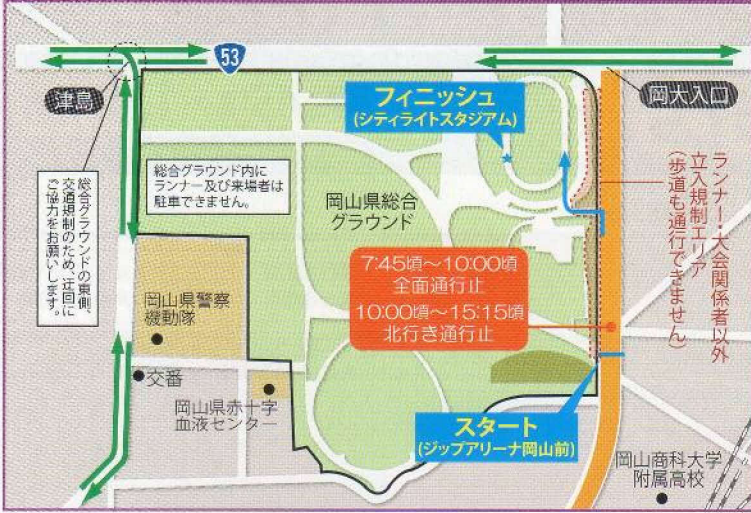 53
津島
岡大入口
フィニッシュ
(シティライトスタジアム)
総合グラウンドの東側、
交通規制のため、迂回に
ご協力をお願いします。
総合グラウンド内に
ランナー及び来場者は
駐車できません。
岡山県総合
グラウンド
ランナー・大会関係者以外
立入規制エリア
(歩道も通行できません)
7:45頃〜10:00頃
全面通行止
10:00頃〜15:15頃
北行き通行止
岡山県警察
機動隊
交番
岡山県赤十字
血液センター
スタート
(ジップアリーナ岡山前)
岡山商科大学
附属高校